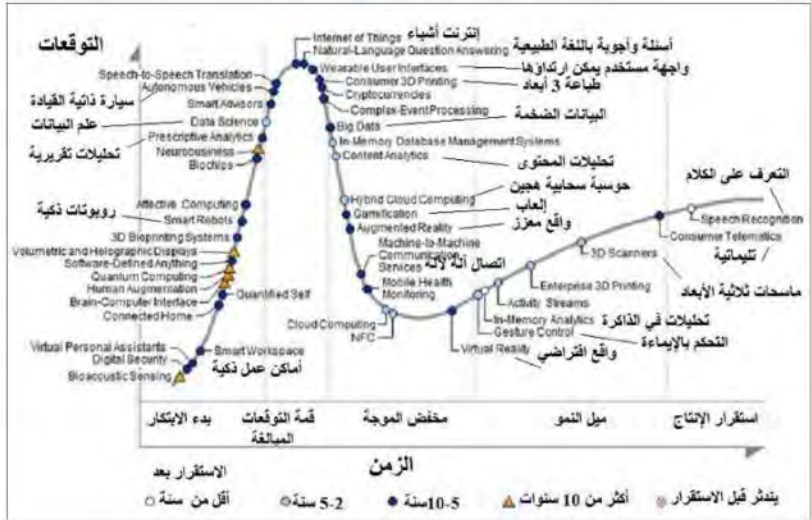 التوقعات
إنترنت أشياء
Internet of Things
Natural-Language Question Answering
أسئلة وأجوبة باللغة الطبيعية
Wearable User Interfaces
واجهة مستخدم يمكن ارتداؤها
Speech-to-Speech Translation
Consumer 3D Printing
طباعة 3 أبعاد
Autonomous Vehicles
Cryptocurrencies
سيارة ذاتية القيادة
Smart Advisors
Complex-Event Processing
علم البيانات
Data Science
Big Data
البيانات الضخمة
Prescriptive Analytics
In-Memory Database Management Systems
تحليلات تقريرية
Neurobusiness
Content Analytics
تحليلات المحتوى
Biochips
التعرف على الكلام
Hybrid Cloud Computing
حوسبة سحابية هجين
Affective Computing
Gamification
إلعاب
Speech Recognition
روبوتات ذكية
Smart Robots
Augmented Reality
واقع معزز
Consumer Telematics
3D Bioprinting Systems
Machine-to-Machine
Communication
Services
اتصال آلة لآلة
3D Scanners
تليماتية
Volumetric and Holographic Displays
Software-Defined Anything
Enterprise 3D Printing
Quantum Computing
Mobile Health
Monitoring
Human Augmentation
Activity Streams
ماسحات ثلاثية الأبعاد
Brain-Computer Interface
Quantified Self
In-Memory Analytics
تحليلات في الذاكرة
Connected Home
Cloud Computing
Gesture Control
التحكم بالإيماءة
NFC
Virtual Reality
واقع افتراضي
Virtual Personal Assistants
Smart Workspace
Digital Security
أماكن عمل ذكية
Bioacoustic Sensing
بدء الابتكار
قمة التوقعات
المبالغة
مخفض الموجة
ميل النمو
استقرار الإنتاج
الزمن
الاستقرار بعد
أقل من سنة
5-2 سنة
10-5 سنة
أكثر من 10 سنوات
يندثر قبل الاستقرار